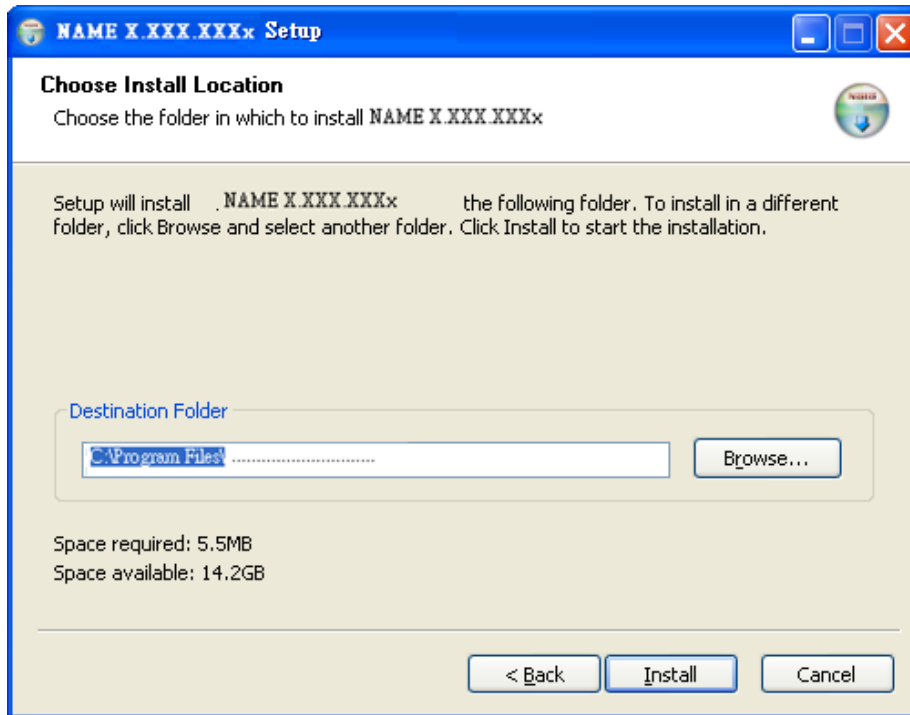 NAME X.XXX.XXXx Setup
Choose Install Location
Choose the folder in which to install NAME X.XXX.XXXx
Setup will install . NAME X.XXX.XXXx the following folder. To install in a different
folder, click Browse and select another folder. Click Install to start the installation.
Destination Folder
C:\Program Files\ ..............................
Browse...
Space required: 5.5MB
Space available: 14.2GB
< Back
Install
Cancel